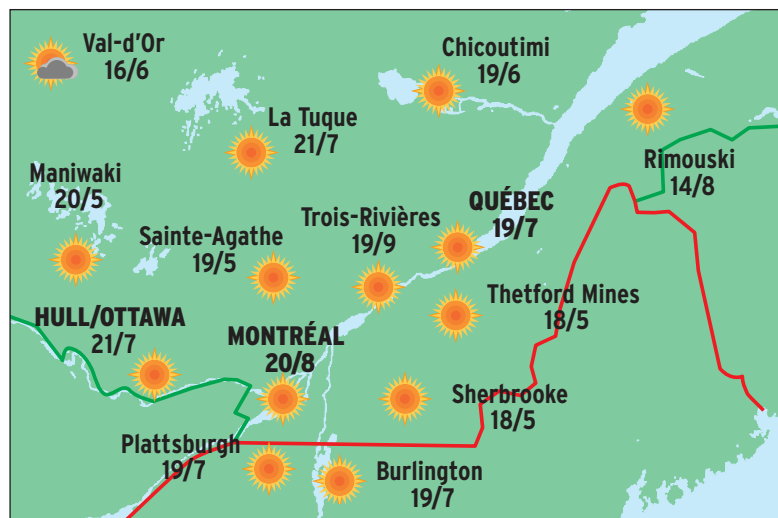 Val-d'Or
16/6
Chicoutimi
19/6
La Tuque
21/7
Rimouski
14/8
Maniwaki
20/5
QUÉBEC
19/7
Trois-Rivières
19/9
Sainte-Agathe
19/5
Thetford Mines
18/5
HULL/OTTAWA
21/7
MONTRÉAL
20/8
Sherbrooke
18/5
Plattsburgh
19/7
Burlington
19/7